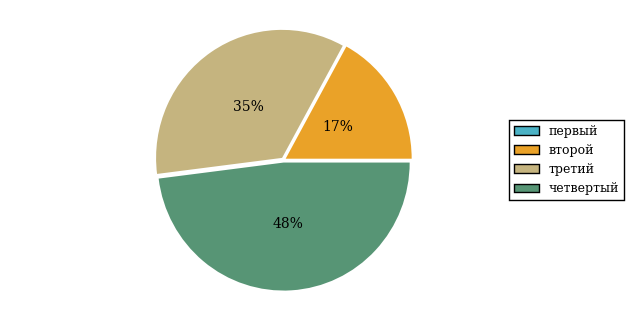 35%
17%
48%
первый
второй
третий
четвертый